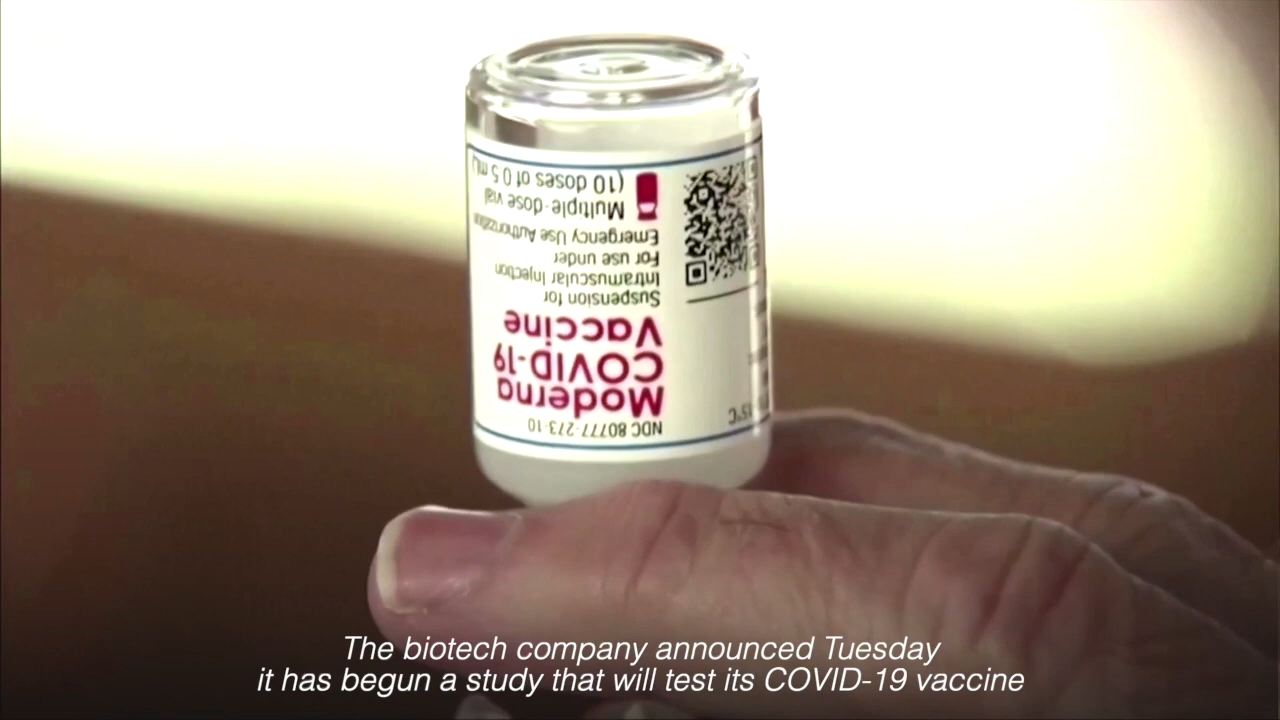 NDC 80777-273-10
Moderna
COVID-19
Vaccine
Suspension for
Intramuscular Injection
For use under
Emergency Use Authorization
Multiple-dose vial
(10 doses of 0.5 mL)
The biotech company announced Tuesday
it has begun a study that will test its COVID-19 vaccine